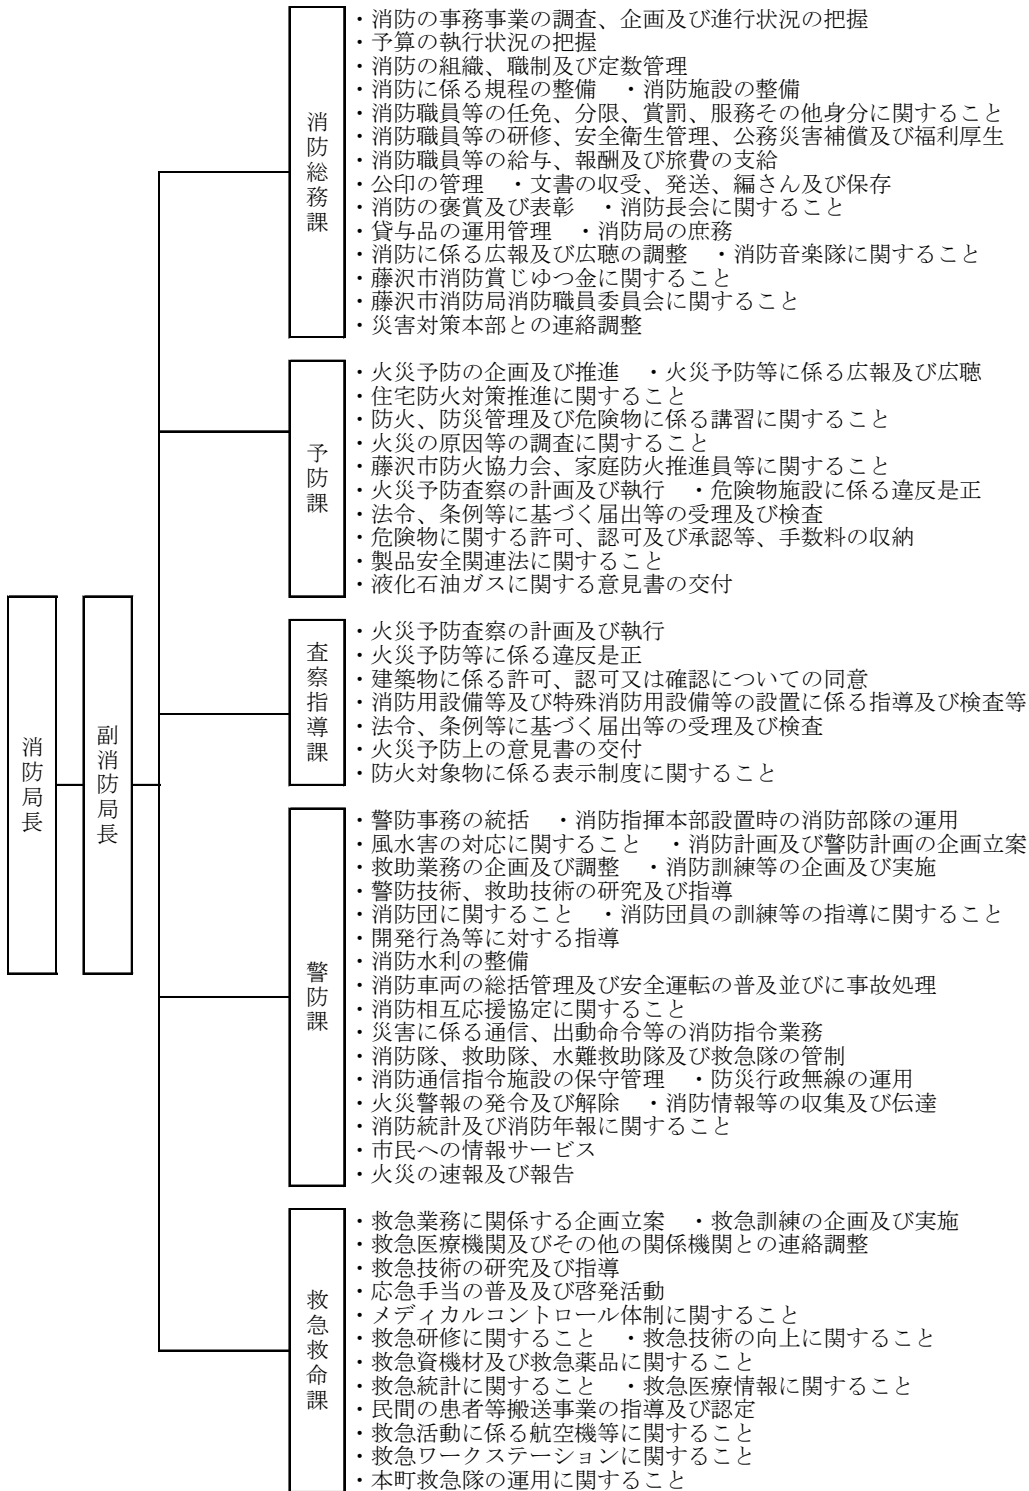 消防局長
副消防局長
消防総務課
・消防の事務事業の調査、企画及び進行状況の把握
・予算の執行状況の把握
・消防の組織、職制及び定数管理
・消防に係る規程の整備　・消防施設の整備
・消防職員等の任免、分限、賞罰、服務その他身分に関すること
・消防職員等の研修、安全衛生管理、公務災害補償及び福利厚生
・消防職員等の給与、報酬及び旅費の支給
・公印の管理　・文書の収受、発送、編さん及び保存
・消防の褒賞及び表彰　・消防長会に関すること
・貸与品の運用管理　・消防局の庶務
・消防に係る広報及び広聴の調整　・消防音楽隊に関すること
・藤沢市消防賞じゆつ金に関すること
・藤沢市消防局消防職員委員会に関すること
・災害対策本部との連絡調整
予防課
・火災予防の企画及び推進　・火災予防等に係る広報及び広聴
・住宅防火対策推進に関すること
・防火、防災管理及び危険物に係る講習に関すること
・火災の原因等の調査に関すること
・藤沢市防火協力会、家庭防火推進員等に関すること
・火災予防査察の計画及び執行　・危険物施設に係る違反是正
・法令、条例等に基づく届出等の受理及び検査
・危険物に関する許可、認可及び承認等、手数料の収納
・製品安全関連法に関すること
・液化石油ガスに関する意見書の交付
査察指導課
・火災予防査察の計画及び執行
・火災予防等に係る違反是正
・建築物に係る許可、認可又は確認についての同意
・消防用設備等及び特殊消防用設備等の設置に係る指導及び検査等
・法令、条例等に基づく届出等の受理及び検査
・火災予防上の意見書の交付
・防火対象物に係る表示制度に関すること
警防課
・警防事務の統括　・消防指揮本部設置時の消防部隊の運用
・風水害の対応に関すること　・消防計画及び警防計画の企画立案
・救助業務の企画及び調整　・消防訓練等の企画及び実施
・警防技術、救助技術の研究及び指導
・消防団に関すること　・消防団員の訓練等の指導に関すること
・開発行為等に対する指導
・消防水利の整備
・消防車両の総括管理及び安全運転の普及並びに事故処理
・消防相互応援協定に関すること
・災害に係る通信、出動命令等の消防指令業務
・消防隊、救助隊、水難救助隊及び救急隊の管制
・消防通信指令施設の保守管理　・防災行政無線の運用
・火災警報の発令及び解除　・消防情報等の収集及び伝達
・消防統計及び消防年報に関すること
・市民への情報サービス
・火災の速報及び報告
救急救命課
・救急業務に関係する企画立案　・救急訓練の企画及び実施
・救急医療機関及びその他の関係機関との連絡調整
・救急技術の研究及び指導
・応急手当の普及及び啓発活動
・メディカルコントロール体制に関すること
・救急研修に関すること　・救急技術の向上に関すること
・救急資機材及び救急薬品に関すること
・救急統計に関すること　・救急医療情報に関すること
・民間の患者等搬送事業の指導及び認定
・救急活動に係る航空機等に関すること
・救急ワークステーションに関すること
・本町救急隊の運用に関すること